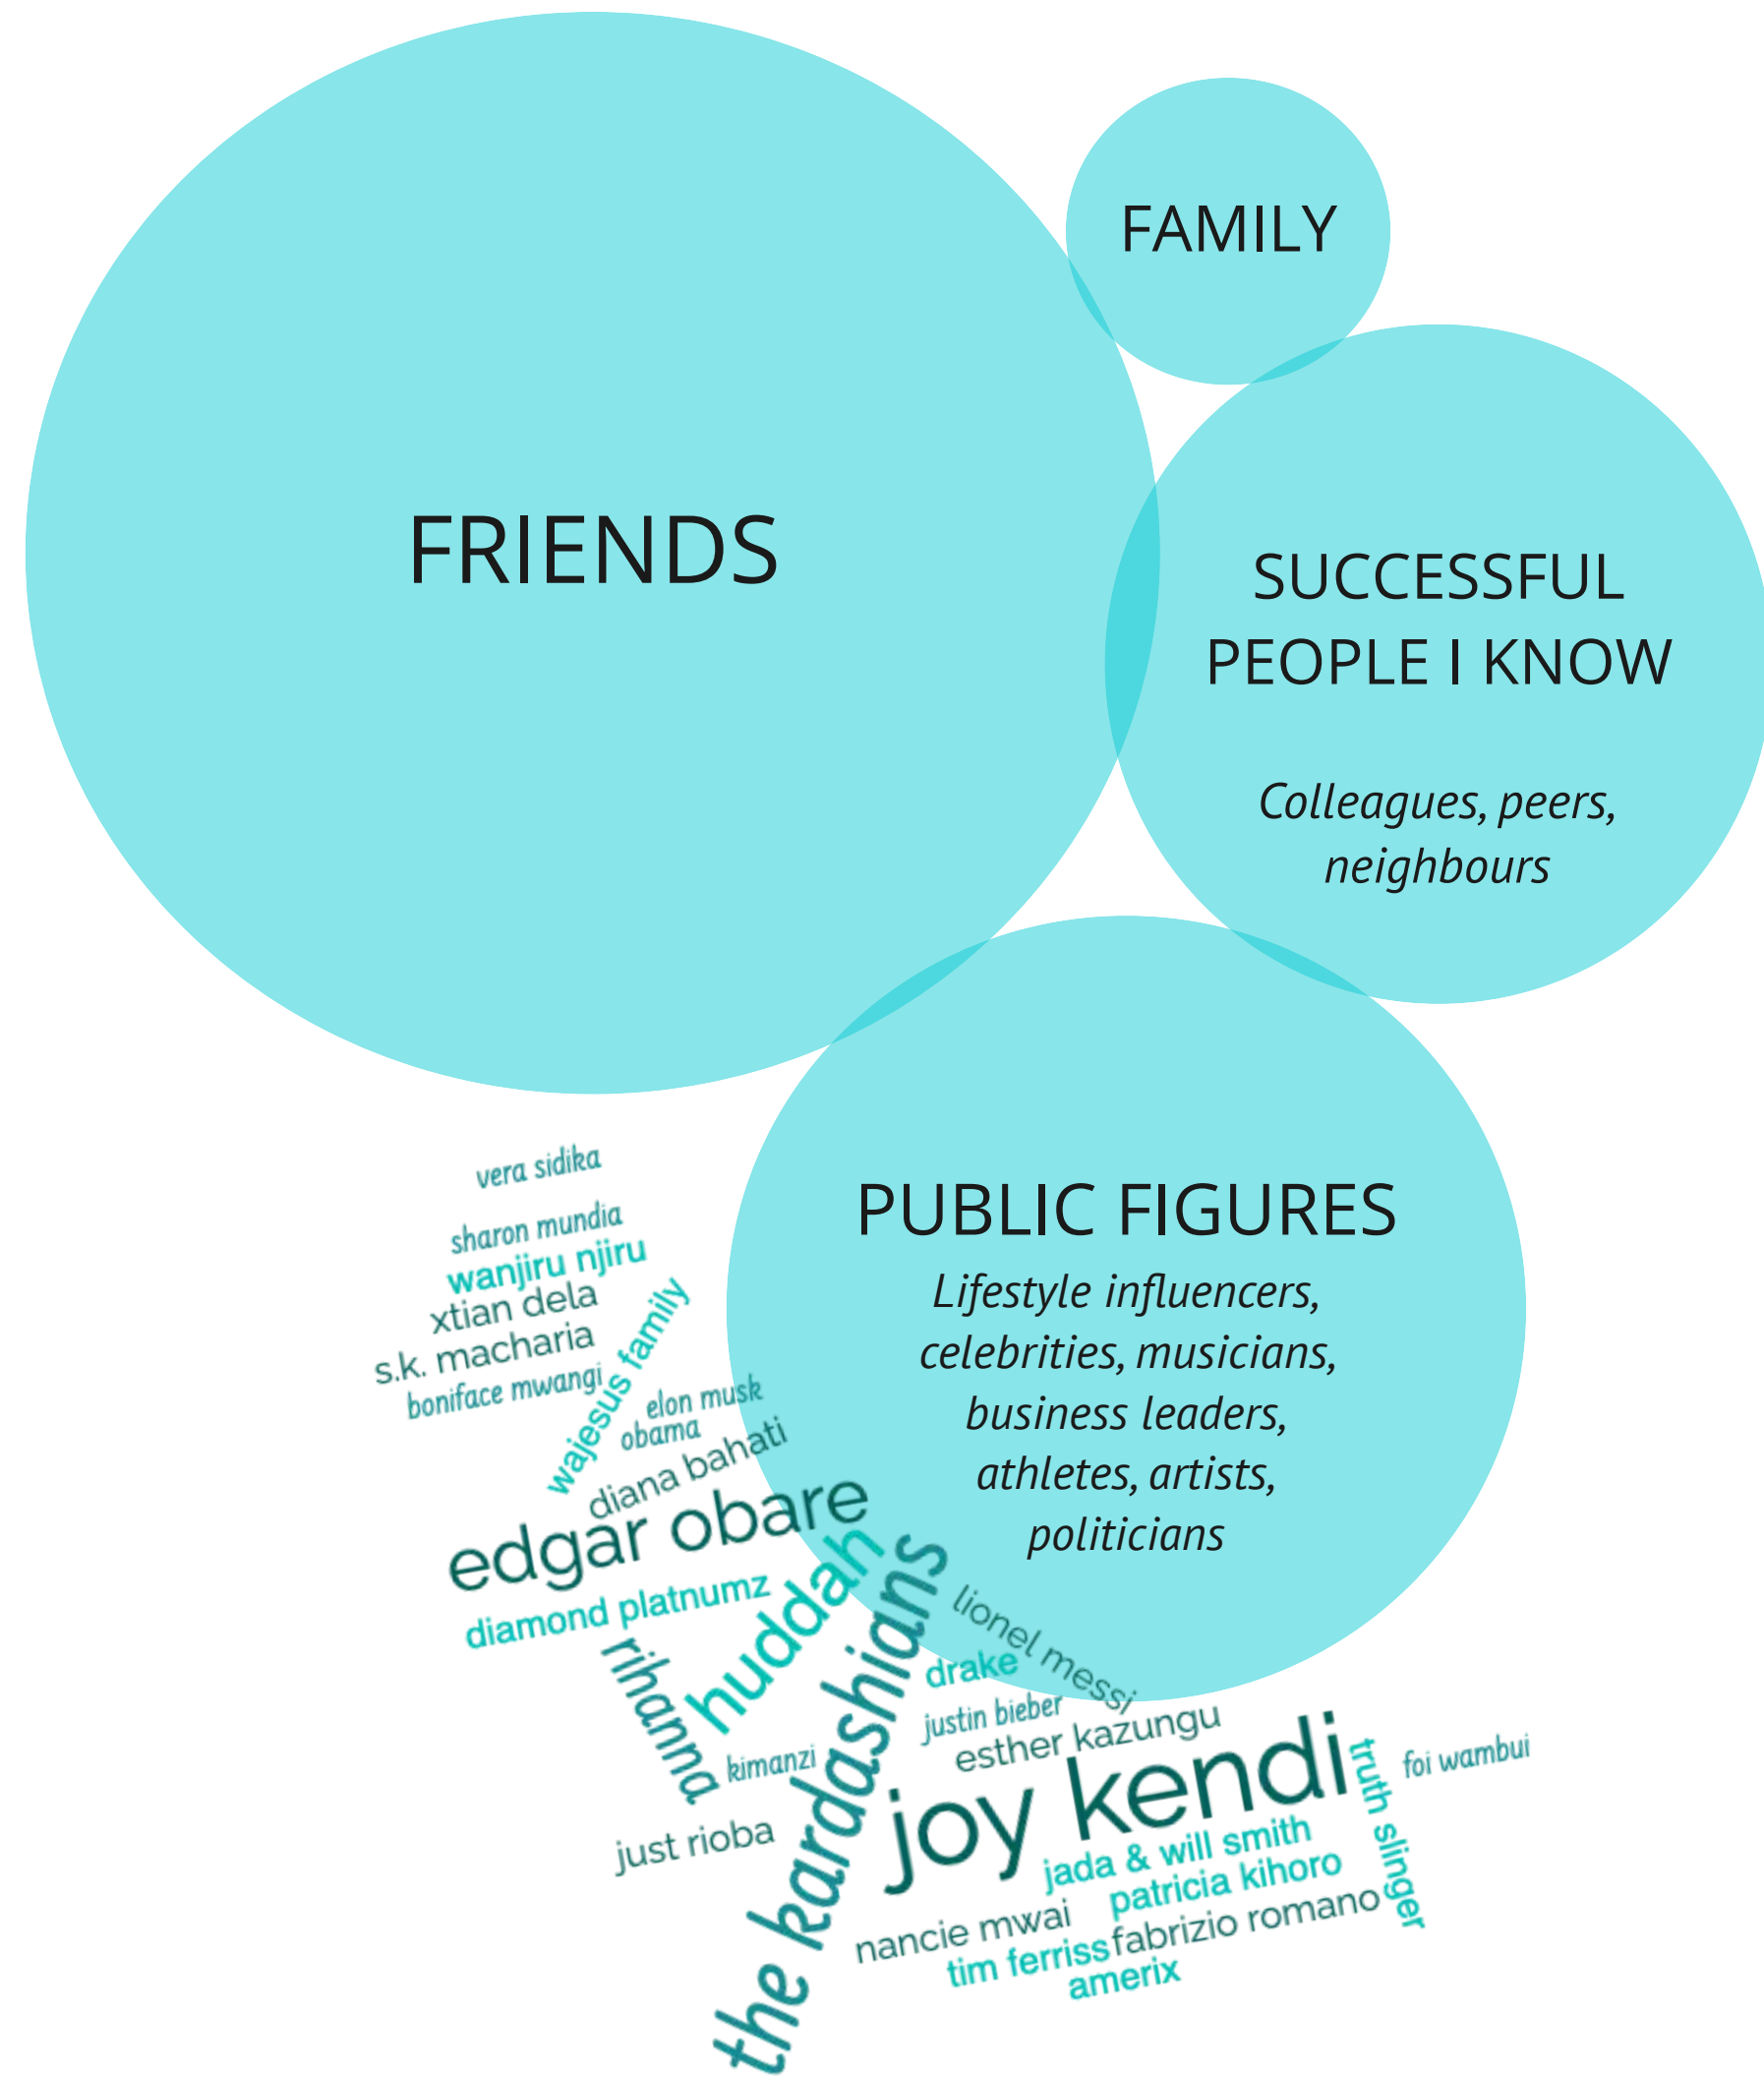 FAMILY
FRIENDS
SUCCESSFUL
PEOPLE I KNOW
Colleagues, peers,
neighbours
PUBLIC FIGURES
Lifestyle influencers,
celebrities, musicians,
business leaders,
athletes, artists,
politicians
vera sidika
sharon mundia
wanjiru njiru
xtian dela
s.k. macharia
boniface mwangi
wajesus family
elon musk
obama
diana bahati
edgar obare
diamond platnumz
huddah
rihanna
the kardashians
kimanzi
just rioba
lionel messi
drake
justin bieber
esther kazungu
joy kendi
truth slinger
foi wambui
jada & will smith
patricia kihoro
nancie mwai
fabrizio romano
tim ferriss
amerix